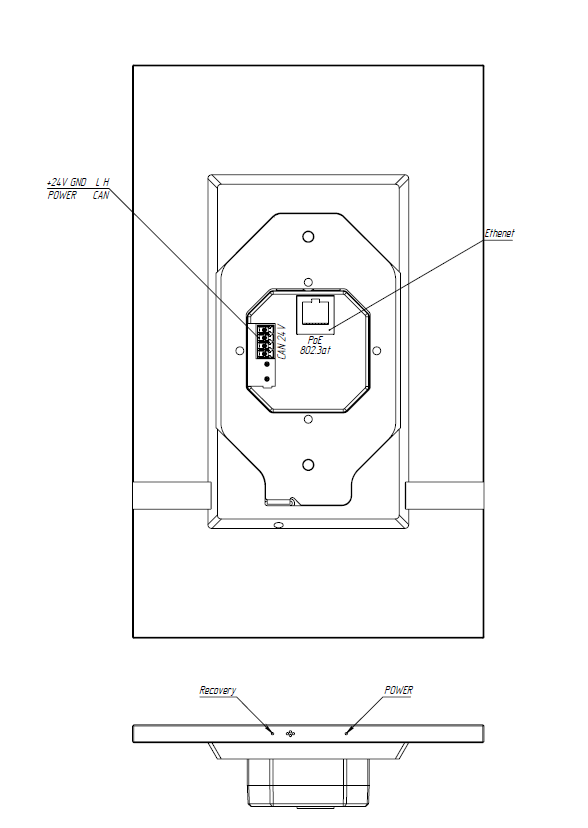 +24V GND L H
POWER CAN
Ethenet
CAN 24 V
PoE
802.3at
Recovery
POWER